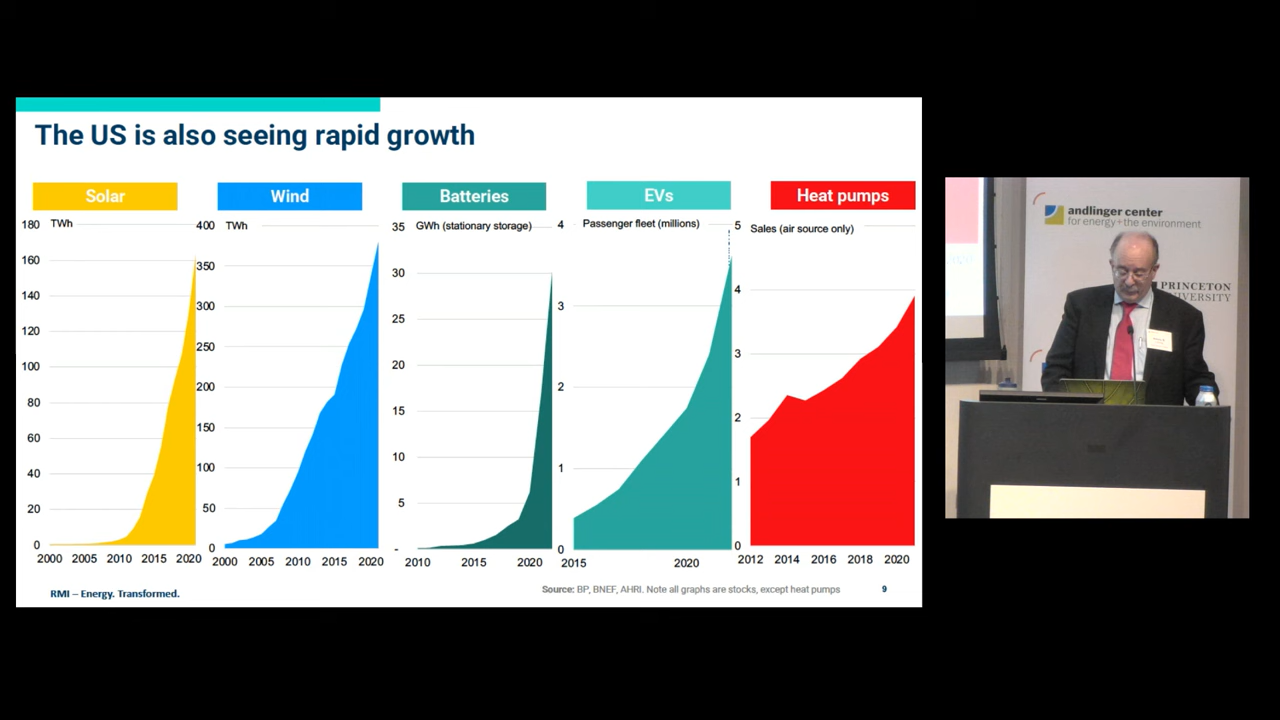 The US is also seeing rapid growth
Solar
Wind
Batteries
EVs
Heat pumps
TWh
180
160
140
120
100
80
60
40
20
0
2000 2005 2010 2015 2020
TWh
400
350
300
250
200
150
100
50
0
2000 2005 2010 2015 2020
GWh (stationary storage)
35
30
25
20
15
10
5
-
2010 2015 2020
Passenger fleet (millions)
4
3
2
1
0
2015 2020
Sales (air source only)
5
4
3
2
1
0
2012 2014 2016 2018 2020
RMI – Energy. Transformed.
Source: BP, BNEF, AHRI. Note all graphs are stocks, except heat pumps
9
andlinger center
for energy+the environment
PRINCETON